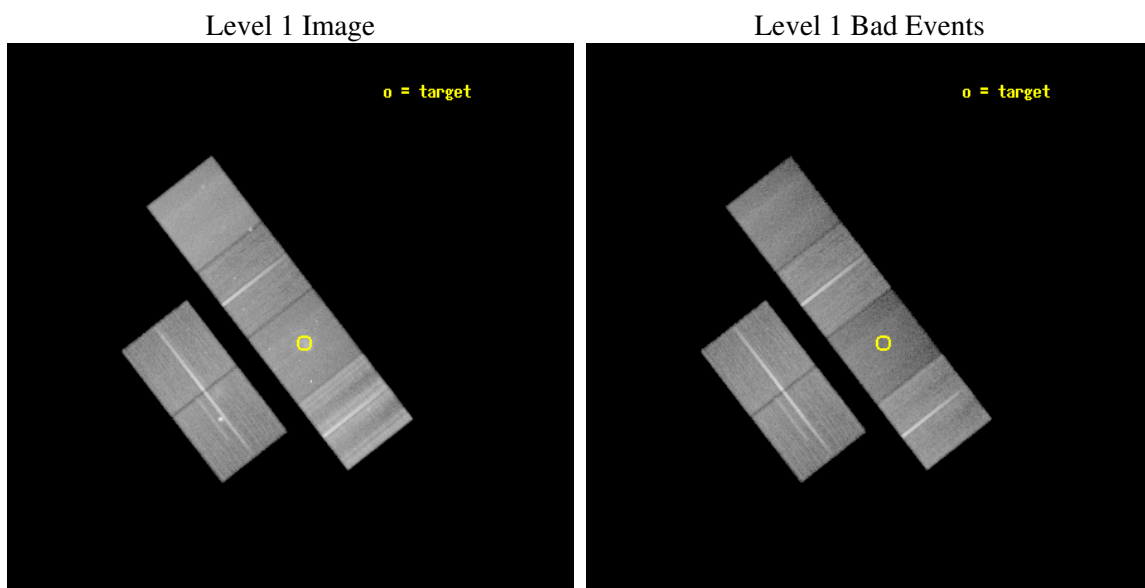 Level 1 Image
Level 1 Bad Events
o = target
o = target